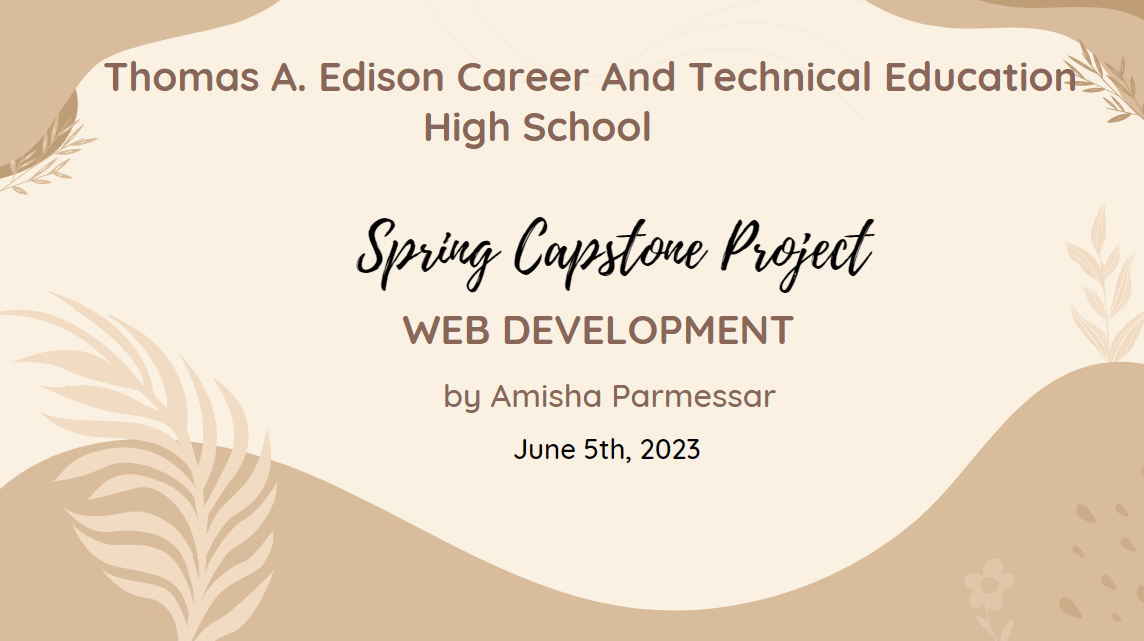 Thomas A. Edison Career And Technical Education
High School
Spring Capstone Project
WEB DEVELOPMENT
by Amisha Parmessar
June 5th, 2023